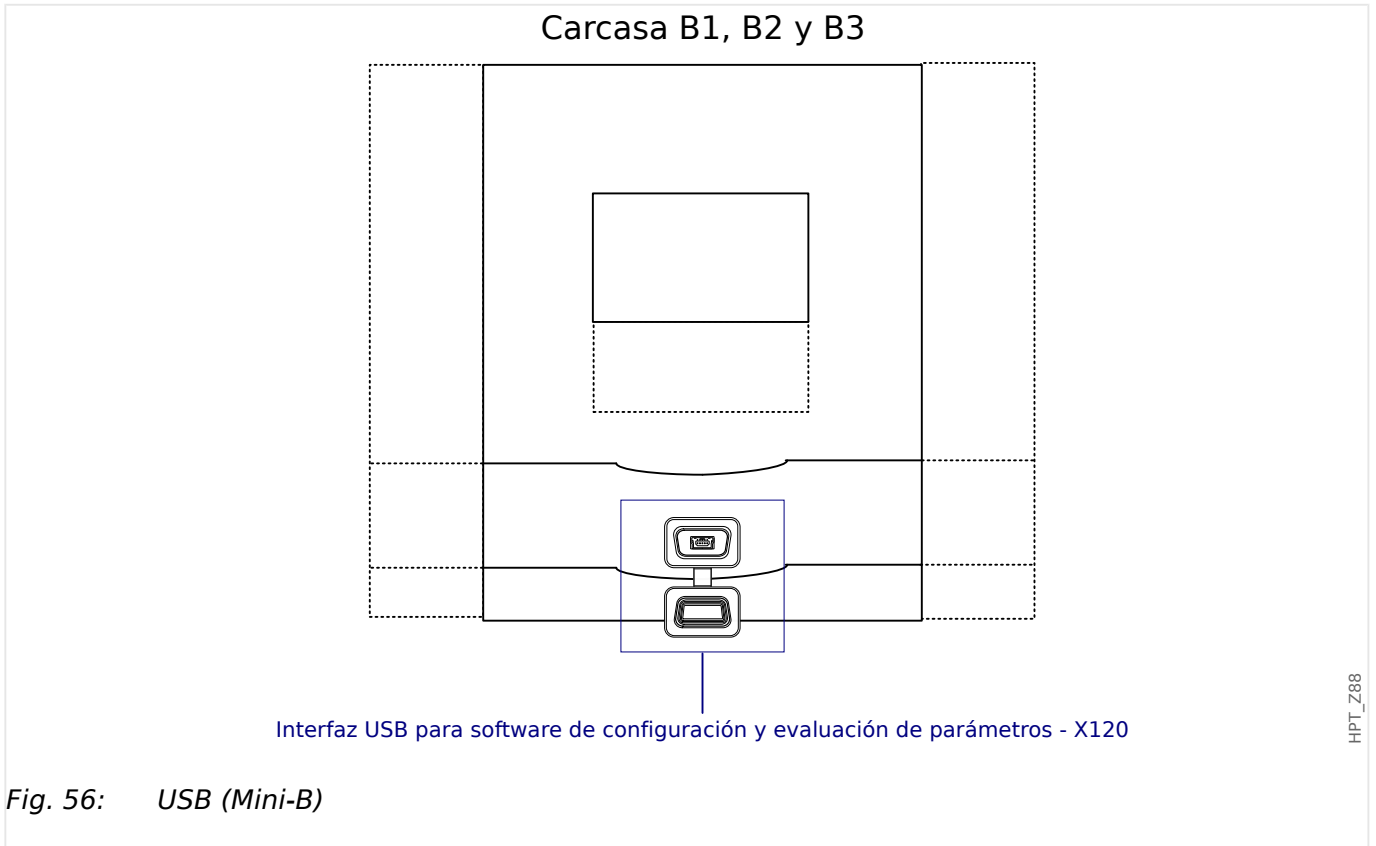 Carcasa B1, B2 y B3
Interfaz USB para software de configuración y evaluación de parámetros - X120
HPT_Z88
Fig. 56: USB (Mini-B)